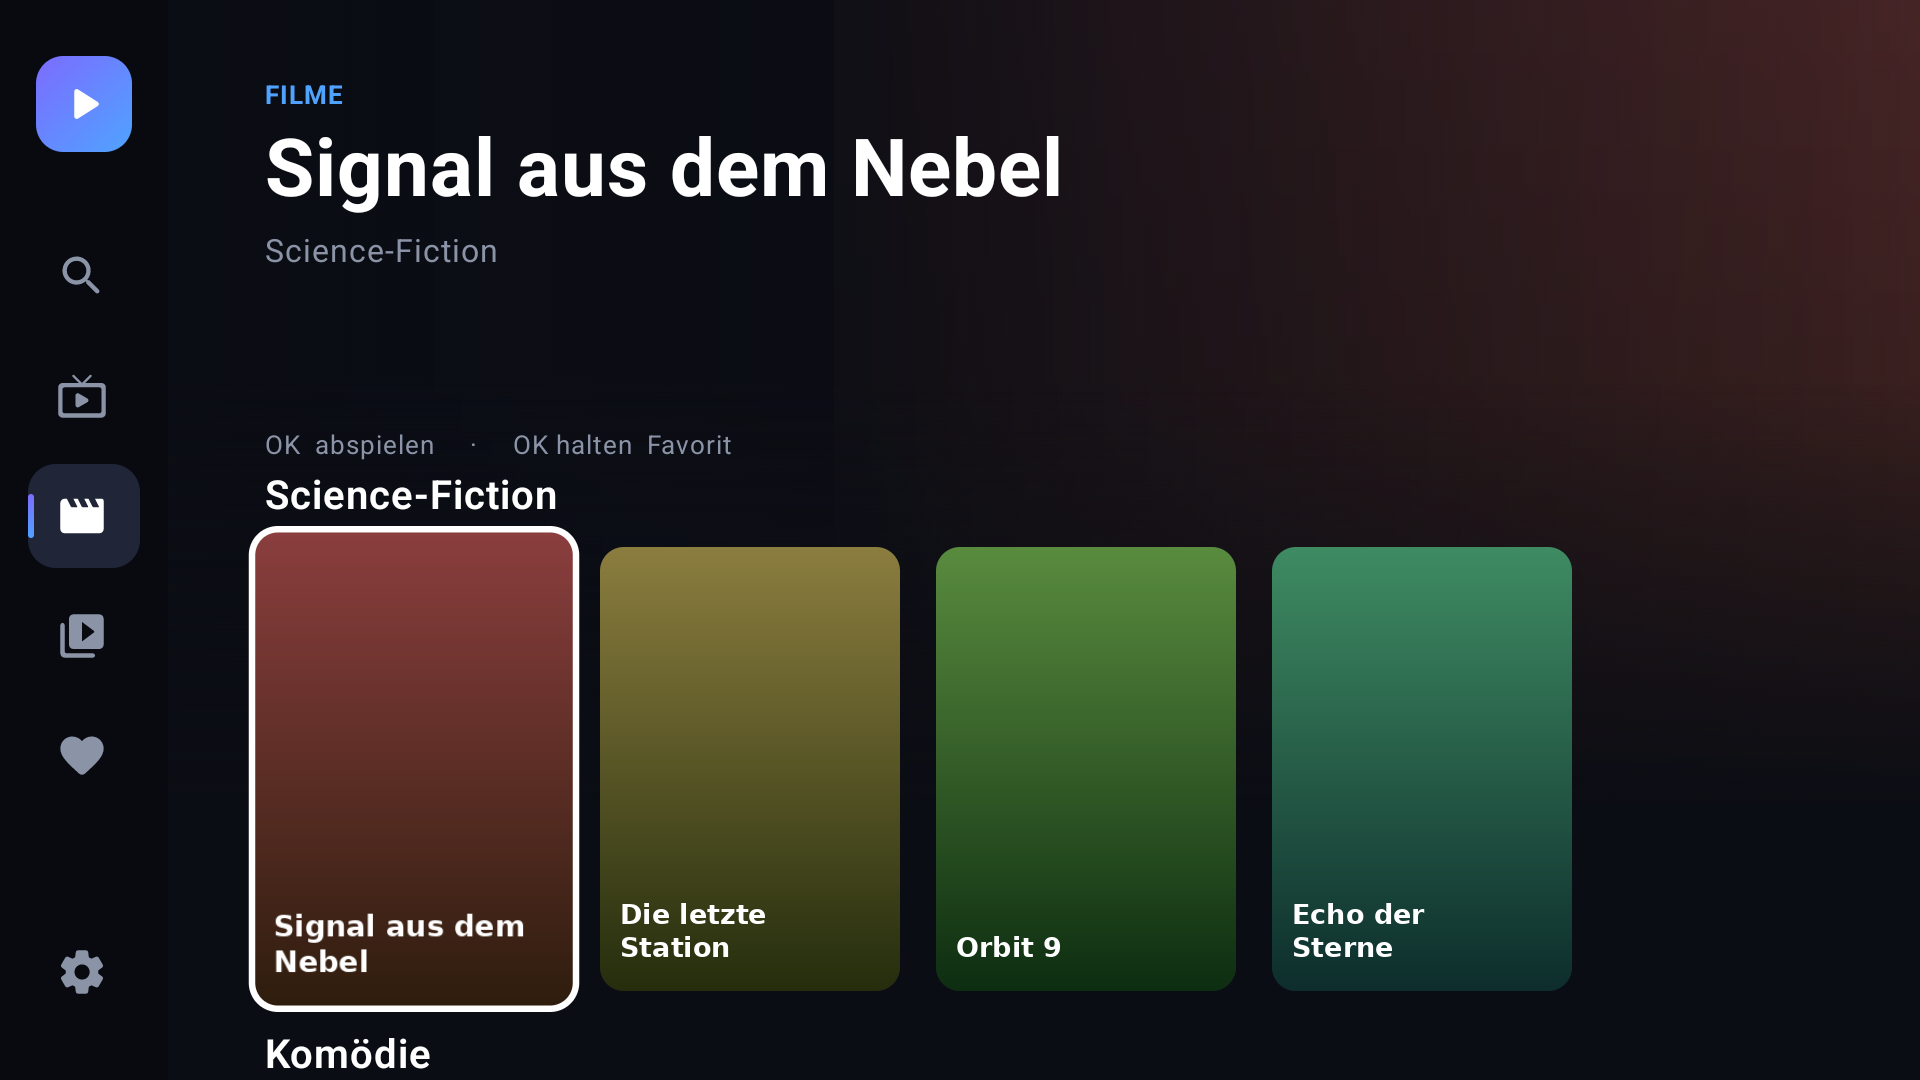 FILME
Signal aus dem Nebel
Science-Fiction
OK abspielen · OK halten Favorit
Science-Fiction
Signal aus dem
Nebel
Die letzte
Station
Orbit 9
Echo der
Sterne
Komödie